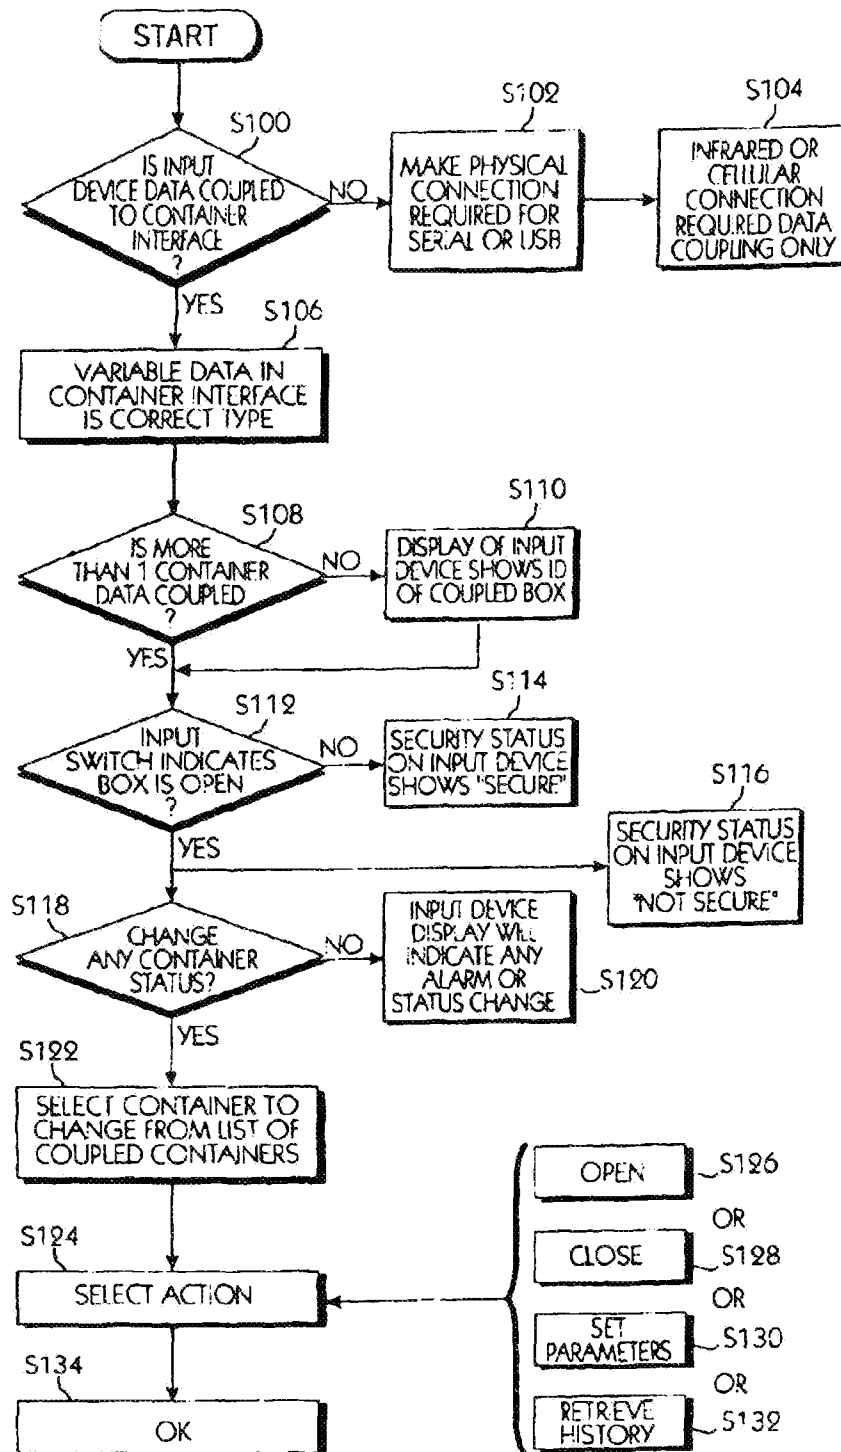 START
S100
IS INPUT
DEVICE DATA COUPLED
TO CONTAINER
INTERFACE
?
NO
S102
MAKE PHYSICAL
CONNECTION
REQUIRED FOR
SERIAL OR USB
S104
INFRARED OR
CELLULAR
CONNECTION
REQUIRED DATA
COUPLING ONLY
YES
S106
VARIABLE DATA IN
CONTAINER INTERFACE
IS CORRECT TYPE
S108
IS MORE
THAN 1 CONTAINER
DATA COUPLED
?
NO
S110
DISPLAY OF INPUT
DEVICE SHOWS ID
OF COUPLED BOX
YES
S112
INPUT
SWITCH INDICATES
BOX IS OPEN
?
NO
S114
SECURITY STATUS
ON INPUT DEVICE
SHOWS "SECURE"
YES
S116
SECURITY STATUS
ON INPUT DEVICE
SHOWS
"NOT SECURE"
S118
CHANGE
ANY CONTAINER
STATUS?
NO
INPUT DEVICE
DISPLAY WILL
INDICATE ANY
ALARM OR
STATUS CHANGE
S120
YES
S122
SELECT CONTAINER TO
CHANGE FROM LIST OF
COUPLED CONTAINERS
S124
SELECT ACTION
OPEN
S126
OR
CLOSE
S128
OR
SET
PARAMETERS
S130
OR
RETRIEVE
HISTORY
S132
S134
OK